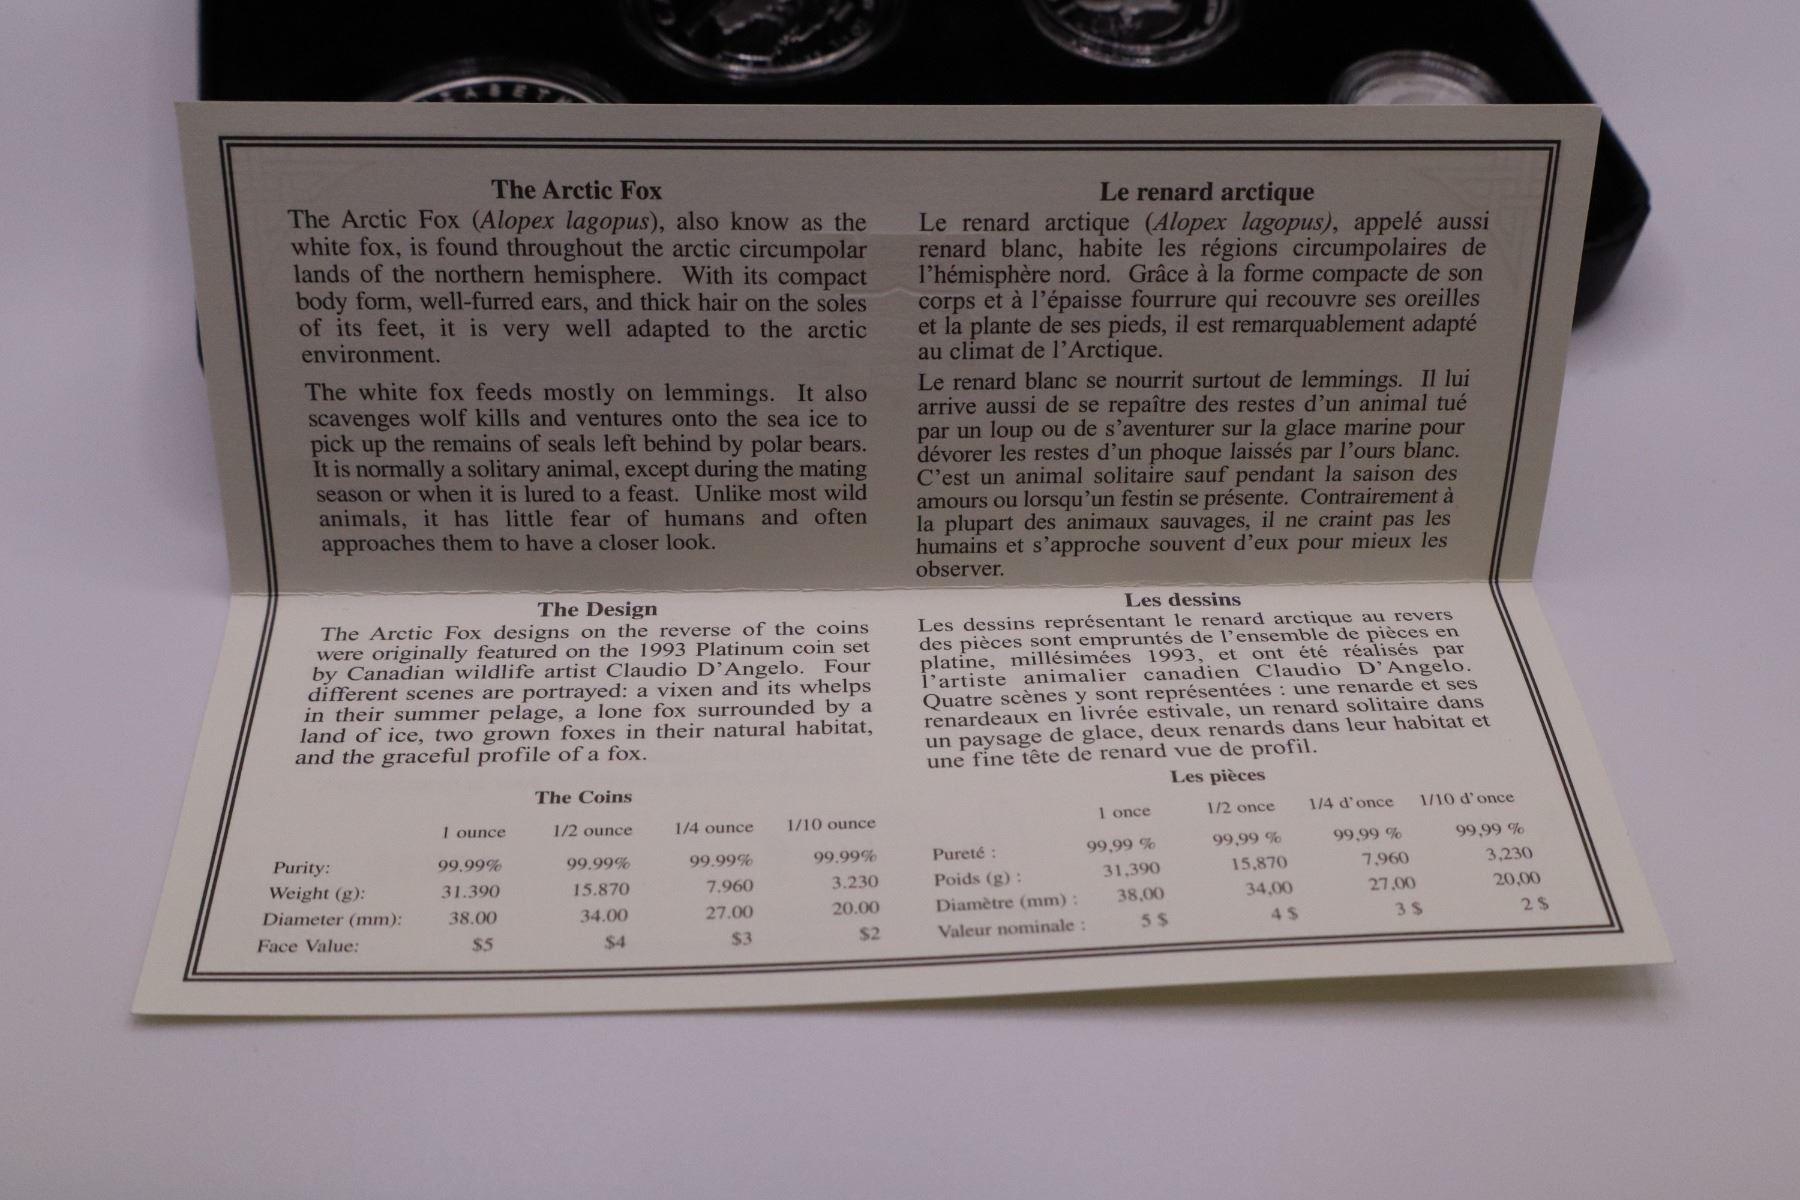 ABET
The Arctic Fox
The Arctic Fox (Alopex lagopus), also know as the
white fox, is found throughout the arctic circumpolar
lands of the northern hemisphere. With its compact
body form, well-furred ears, and thick hair on the soles
of its feet, it is very well adapted to the arctic
environment.
The white fox feeds mostly on lemmings. It also
scavenges wolf kills and ventures onto the sea ice to
pick up the remains of seals left behind by polar bears.
It is normally a solitary animal, except during the mating
season or when it is lured to a feast. Unlike most wild
animals, it has little fear of humans and often
approaches them to have a closer look.
The Design
The Arctic Fox designs on the reverse of the coins
were originally featured on the 1993 Platinum coin set
by Canadian wildlife artist Claudio D'Angelo. Four
different scenes are portrayed: a vixen and its whelps
in their summer pelage, a lone fox surrounded by a
land of ice, two grown foxes in their natural habitat,
and the graceful profile of a fox.
The Coins
1 ounce 1/2 ounce 1/4 ounce 1/10 ounce
Purity: 99.99% 99.99% 99.99% 99.99%
Weight (g): 31.390 15.870 7.960 3.230
Diameter (mm): 38.00 34.00 27.00 20.00
Face Value: $5 $4 $3 $2
Le renard arctique
Le renard arctique (Alopex lagopus), appelé aussi
renard blanc, habite les régions circumpolaires de
l'hémisphère nord. Grâce à la forme compacte de son
corps et à l'épaisse fourrure qui recouvre ses oreilles
et la plante de ses pieds, il est remarquablement adapté
au climat de l'Arctique.
Le renard blanc se nourrit surtout de lemmings. Il lui
arrive aussi de se repaître des restes d'un animal tué
par un loup ou de s'aventurer sur la glace marine pour
dévorer les restes d'un phoque laissés par l'ours blanc.
C'est un animal solitaire sauf pendant la saison des
amours ou lorsqu'un festin se présente. Contrairement à
la plupart des animaux sauvages, il ne craint pas les
humains et s'approche souvent d'eux pour mieux les
observer.
Les dessins
Les dessins représentant le renard arctique au revers
des pièces sont empruntés de l'ensemble de pièces en
platine, millésimées 1993, et ont été réalisés par
l'artiste animalier canadien Claudio D'Angelo.
Quatre scènes y sont représentées : une renarde et ses
renardeaux en livrée estivale, un renard solitaire dans
un paysage de glace, deux renards dans leur habitat et
une fine tête de renard vue de profil.
Les pièces
1 once 1/2 once 1/4 d'once 1/10 d'once
Pureté : 99,99 % 99,99 % 99,99 % 99,99 %
Poids (g) : 31,390 15,870 7,960 3,230
Diamètre (mm) : 38,00 34,00 27,00 20,00
Valeur nominale : 5 $ 4 $ 3 $ 2 $